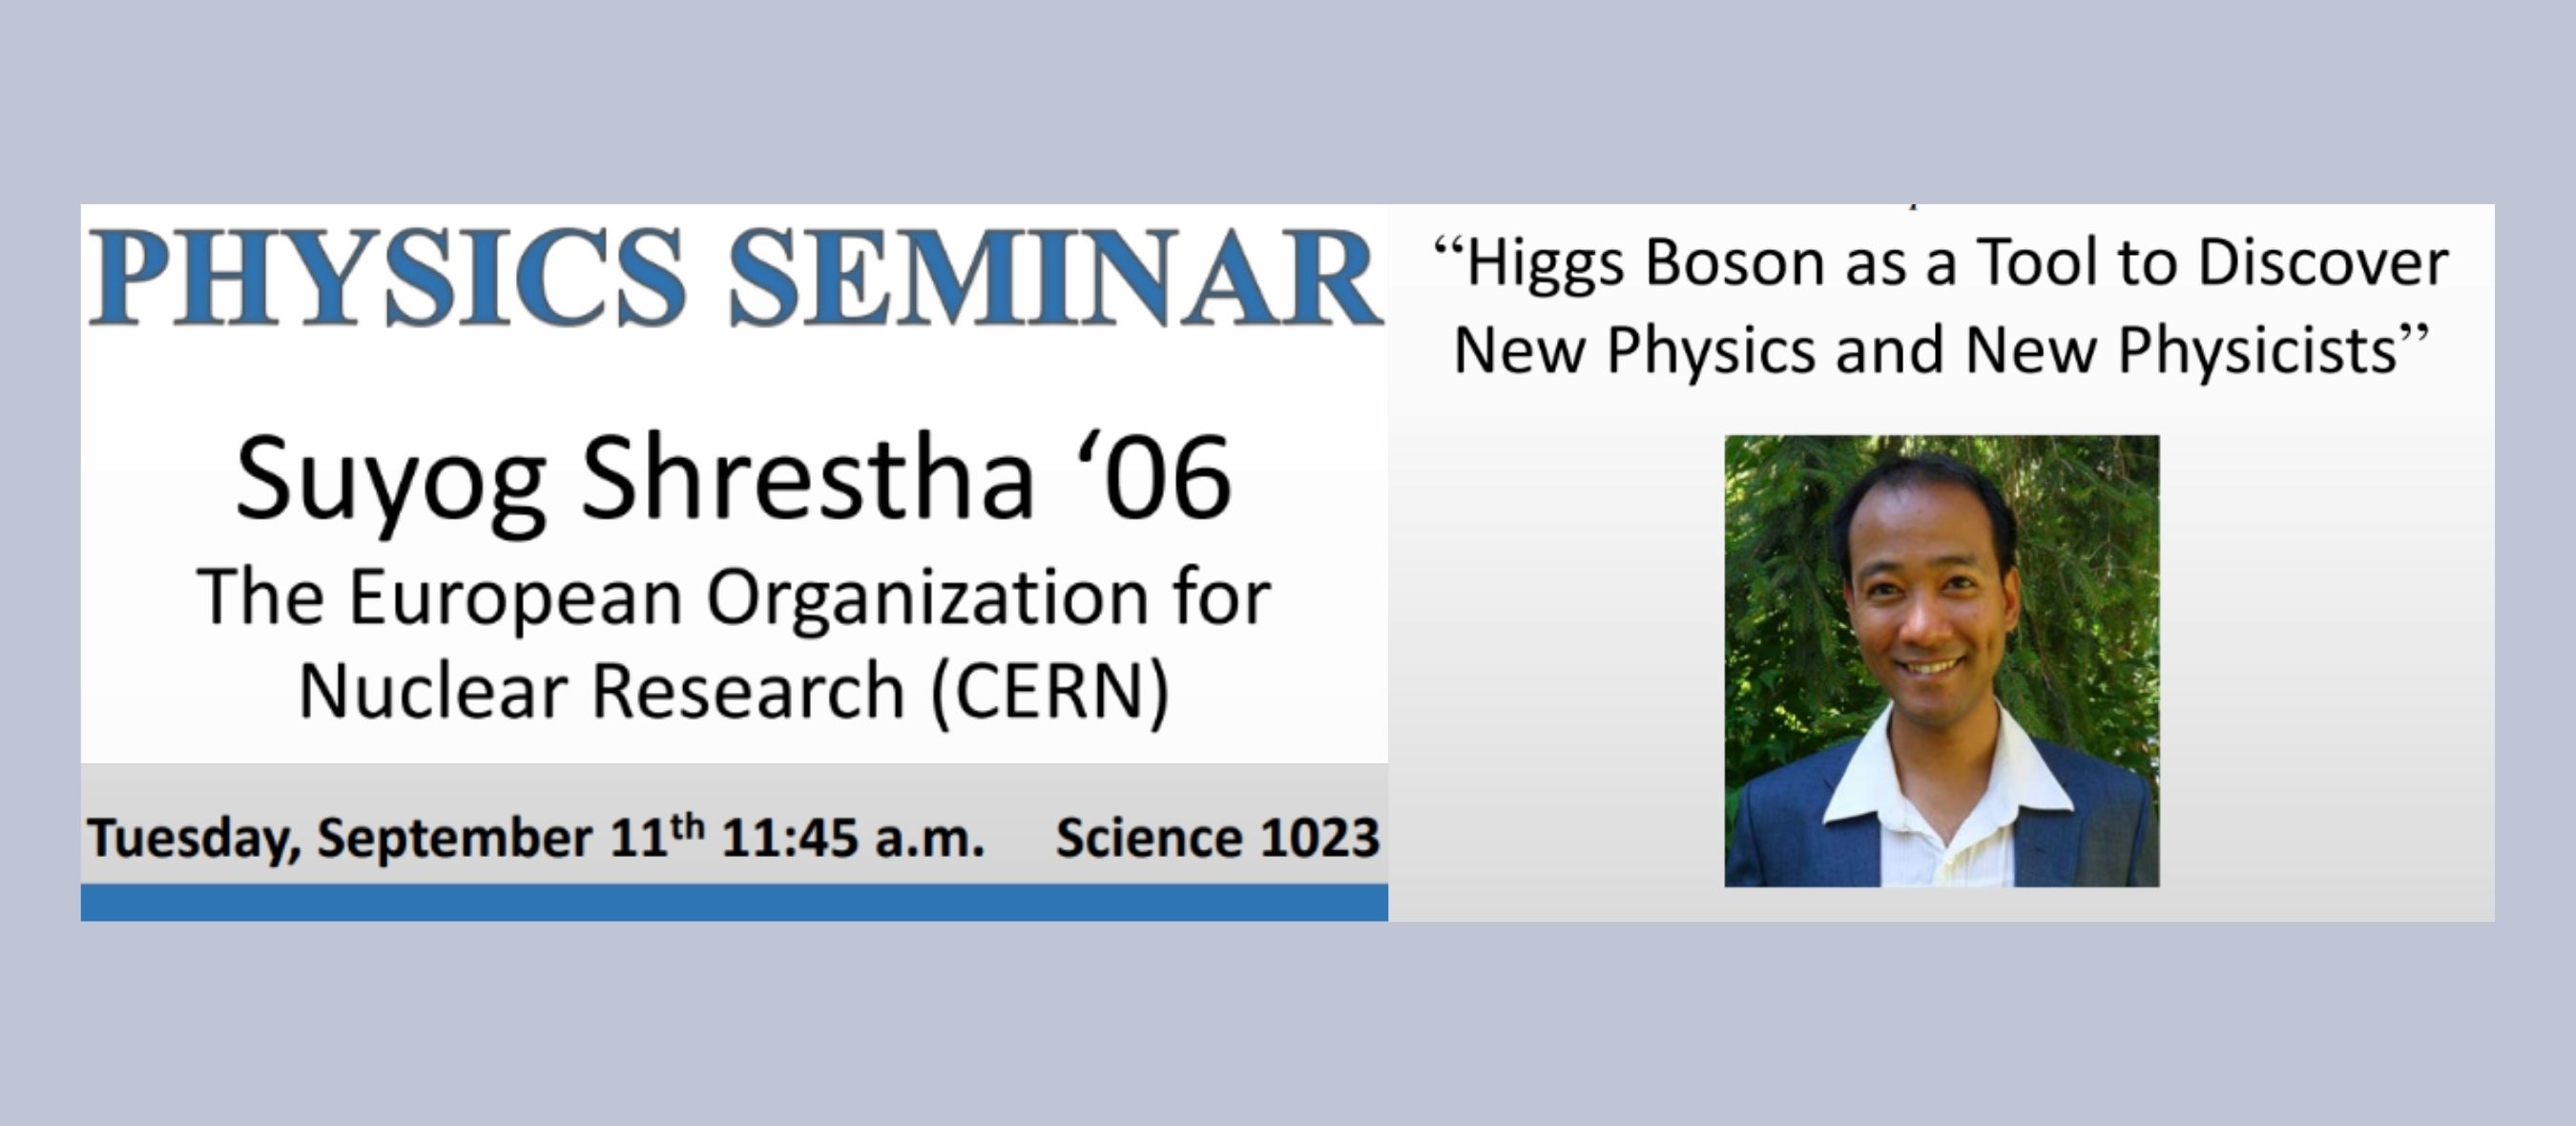 PHYSICS SEMINAR
Suyog Shrestha ‘06
The European Organization for
Nuclear Research (CERN)
Tuesday, September 11th 11:45 a.m. Science 1023
“Higgs Boson as a Tool to Discover
New Physics and New Physicists”